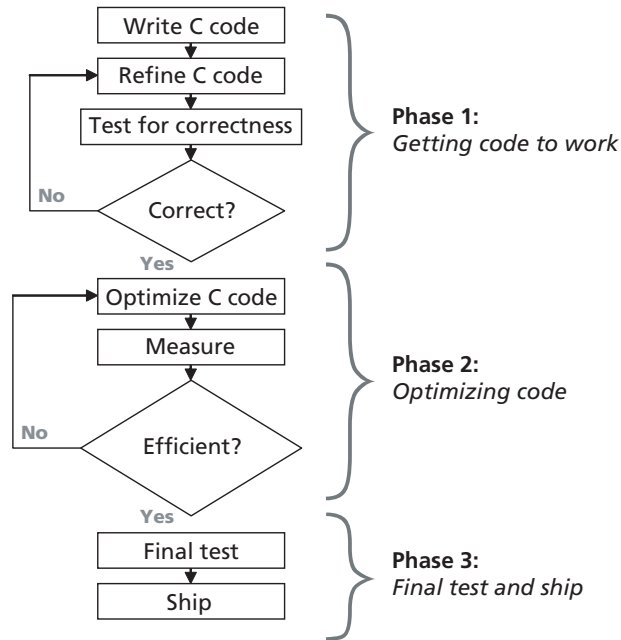 Write C code
Refine C code
Test for correctness
No
Correct?
Yes
Phase 1:
Getting code to work
Optimize C code
Measure
No
Efficient?
Yes
Phase 2:
Optimizing code
Final test
Ship
Phase 3:
Final test and ship